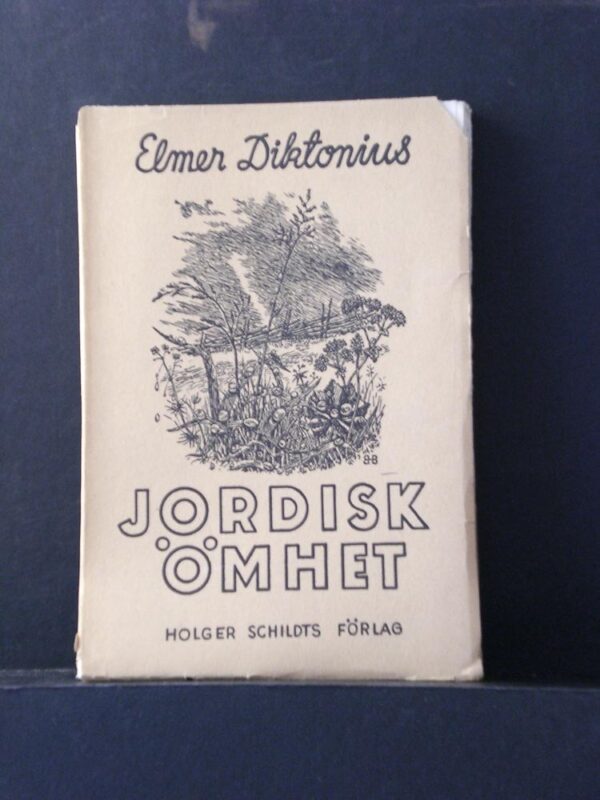 Elmer Diktonius
JORDISK
ÖMHET
HOLGER SCHILDTS FÖRLAG